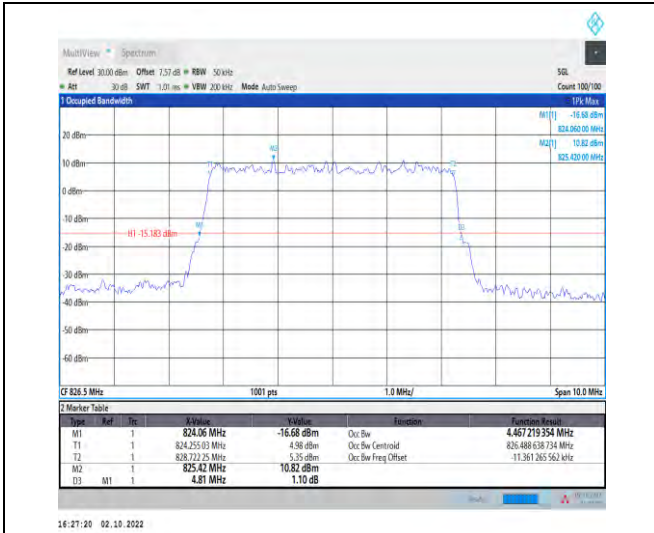 MultiView Spectrum
Ref Level 30.00 dBm Offset 7.57 dB RBW 50 kHz SGL
Att 30 dB SWT 1.01 ms VBW 200 kHz Mode Auto Sweep Count 100/100
1 Occupied Bandwidth 1Pk Max
M1[1] -16.68 dBm
824.060 00 MHz
M2[1] 10.82 dBm
825.420 00 MHz
20 dBm
M2
10 dBm
T1 T2
0 dBm
-10 dBm
M1 D3
H1 -15.183 dBm
-20 dBm
-30 dBm
-40 dBm
-50 dBm
-60 dBm
CF 826.5 MHz 1001 pts 1.0 MHz/ Span 10.0 MHz
2 Marker Table
Type Ref Trc X-Value Y-Value Function Function Result
M1 1 824.06 MHz -16.68 dBm Occ Bw 4.467 219 354 MHz
T1 1 824.255 03 MHz 4.98 dBm Occ Bw Centroid 826.488 638 734 MHz
T2 1 828.722 25 MHz 5.35 dBm Occ Bw Freq Offset -11.361 265 562 kHz
M2 1 825.42 MHz 10.82 dBm
D3 M1 1 4.81 MHz 1.10 dB
16:27:20 02.10.2022